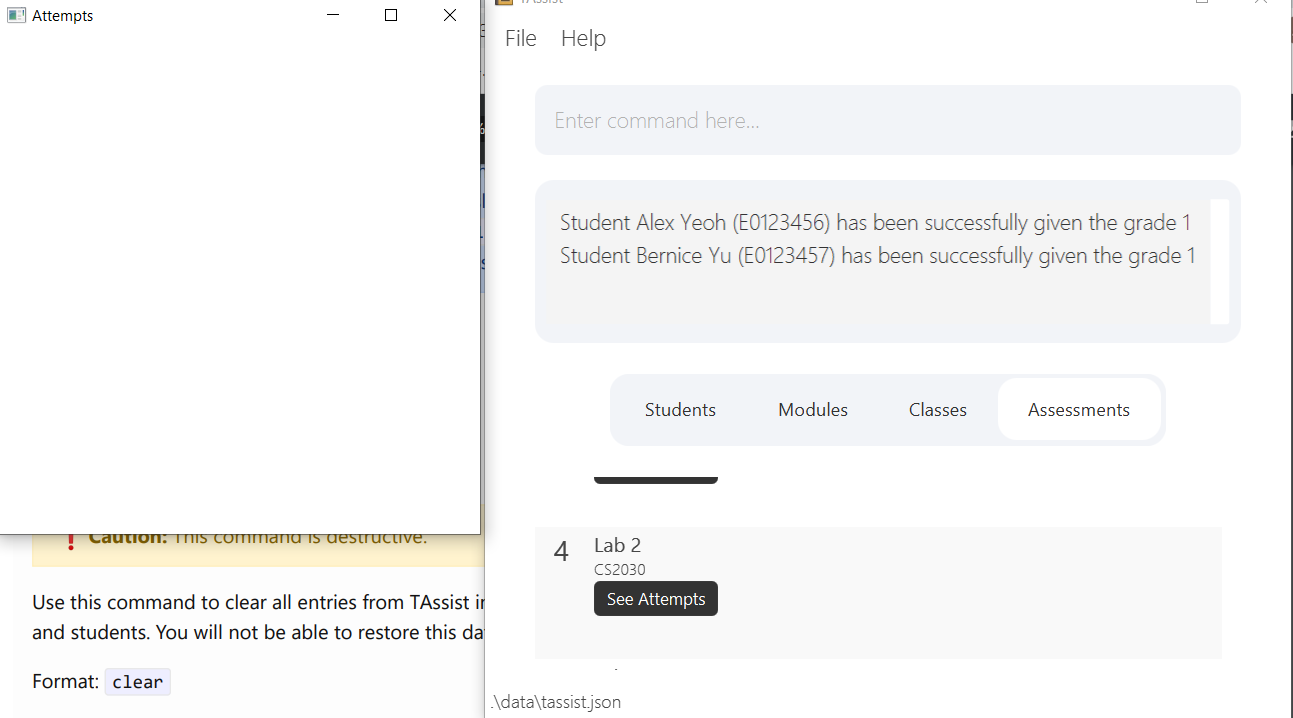 Attempts
TAssist
File Help
Enter command here...
Student Alex Yeoh (E0123456) has been successfully given the grade 1
Student Bernice Yu (E0123457) has been successfully given the grade 1
Students Modules Classes Assessments
4 Lab 2
CS2030
See Attempts
.\data\tassist.json
Caution: This command is destructive.
Use this command to clear all entries from TAssist
and students. You will not be able to restore this
Format: clear